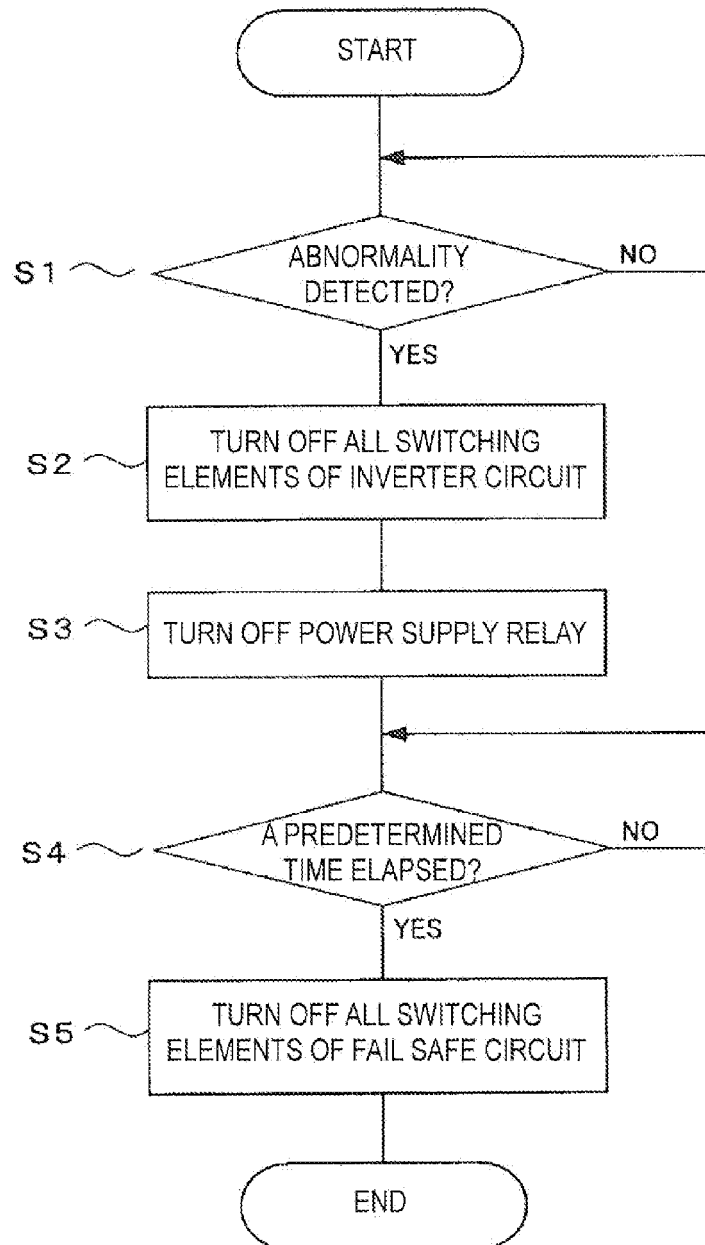 START
S1
ABNORMALITY
DETECTED?
NO
YES
S2
TURN OFF ALL SWITCHING
ELEMENTS OF INVERTER CIRCUIT
S3
TURN OFF POWER SUPPLY RELAY
S4
A PREDETERMINED
TIME ELAPSED?
NO
YES
S5
TURN OFF ALL SWITCHING
ELEMENTS OF FAIL SAFE CIRCUIT
END